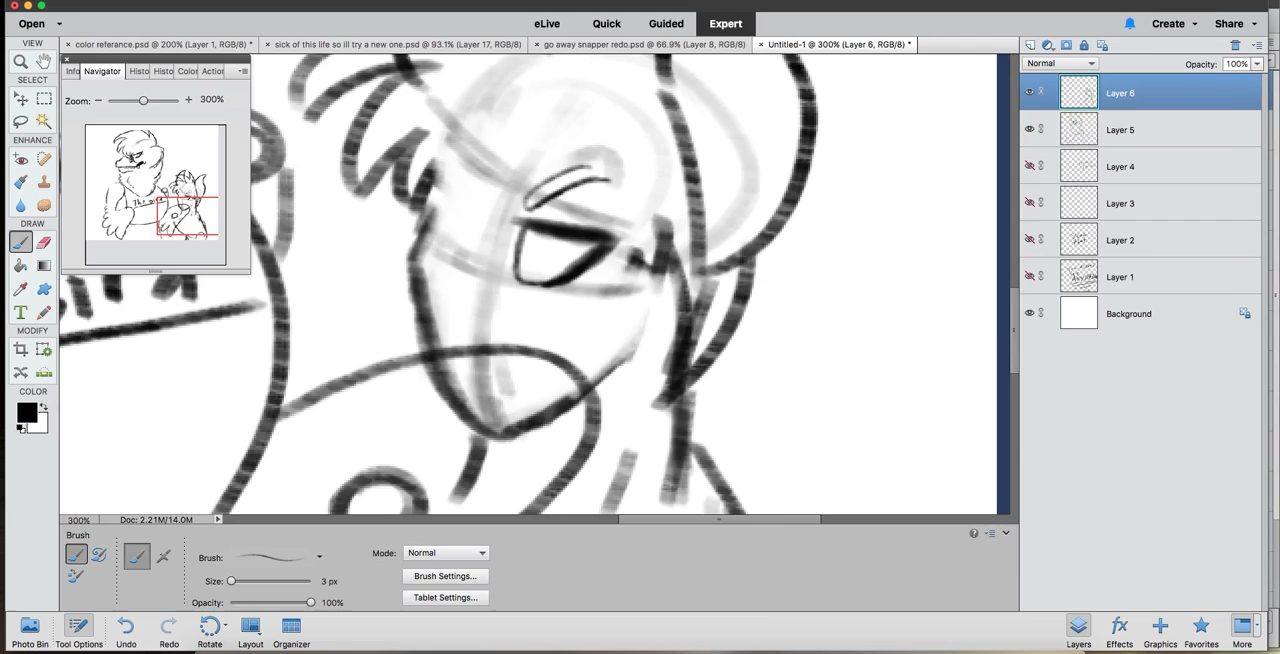 Open eLive Quick Guided Expert Create Share
VIEW
× color referance.psd @ 200% (Layer 1, RGB/8) * × sick of this life so ill try a new one.psd @ 93.1% (Layer 17, RGB/8) × go away snapper redo.psd @ 66.9% (Layer 8, RGB/8) × Untitled-1 @ 300% (Layer 6, RGB/8) *
Normal Opacity: 100%
Info Navigator Histo Histo Color Action
SELECT
Zoom: 300%
Layer 6
Layer 5
ENHANCE
Layer 4
Layer 3
DRAW
Layer 2
Layer 1
Background
MODIFY
COLOR
300% Doc: 2.21M/14.0M
Brush
Brush: Mode: Normal
Size: 3 px Brush Settings...
Opacity: 100% Tablet Settings...
Photo Bin Tool Options Undo Redo Rotate Layout Organizer Layers Effects Graphics Favorites More